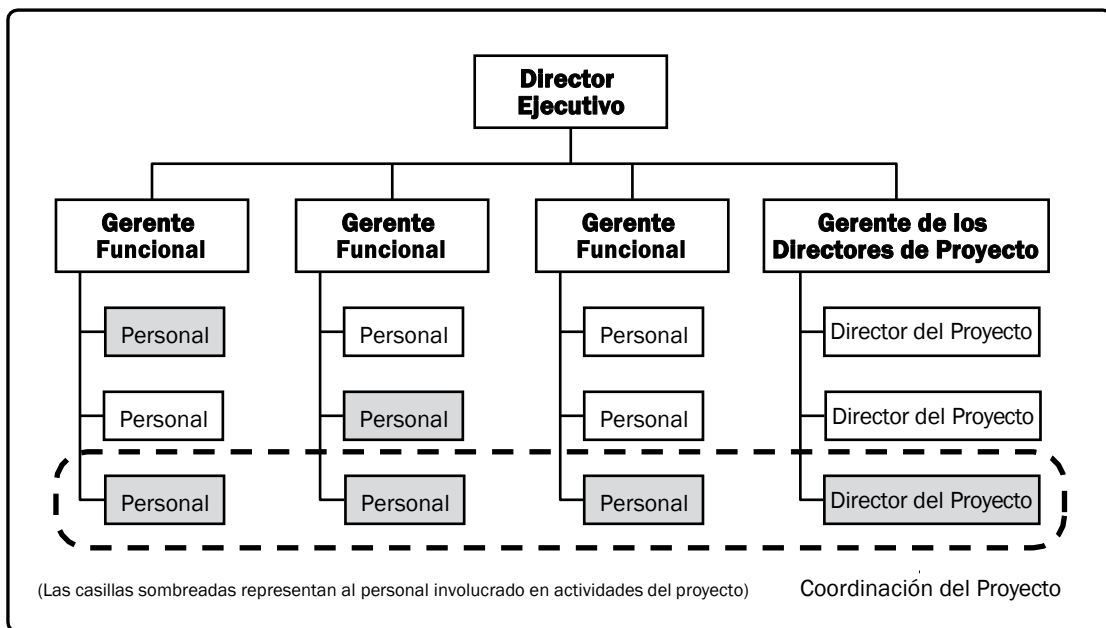 Director
Ejecutivo
Gerente
Funcional
Gerente
Funcional
Gerente
Funcional
Gerente de los
Directores de Proyecto
Personal
Personal
Personal
Director del Proyecto
Personal
Personal
Personal
Director del Proyecto
Personal
Personal
Personal
Director del Proyecto
(Las casillas sombreadas representan al personal involucrado en actividades del proyecto)
Coordinación del Proyecto